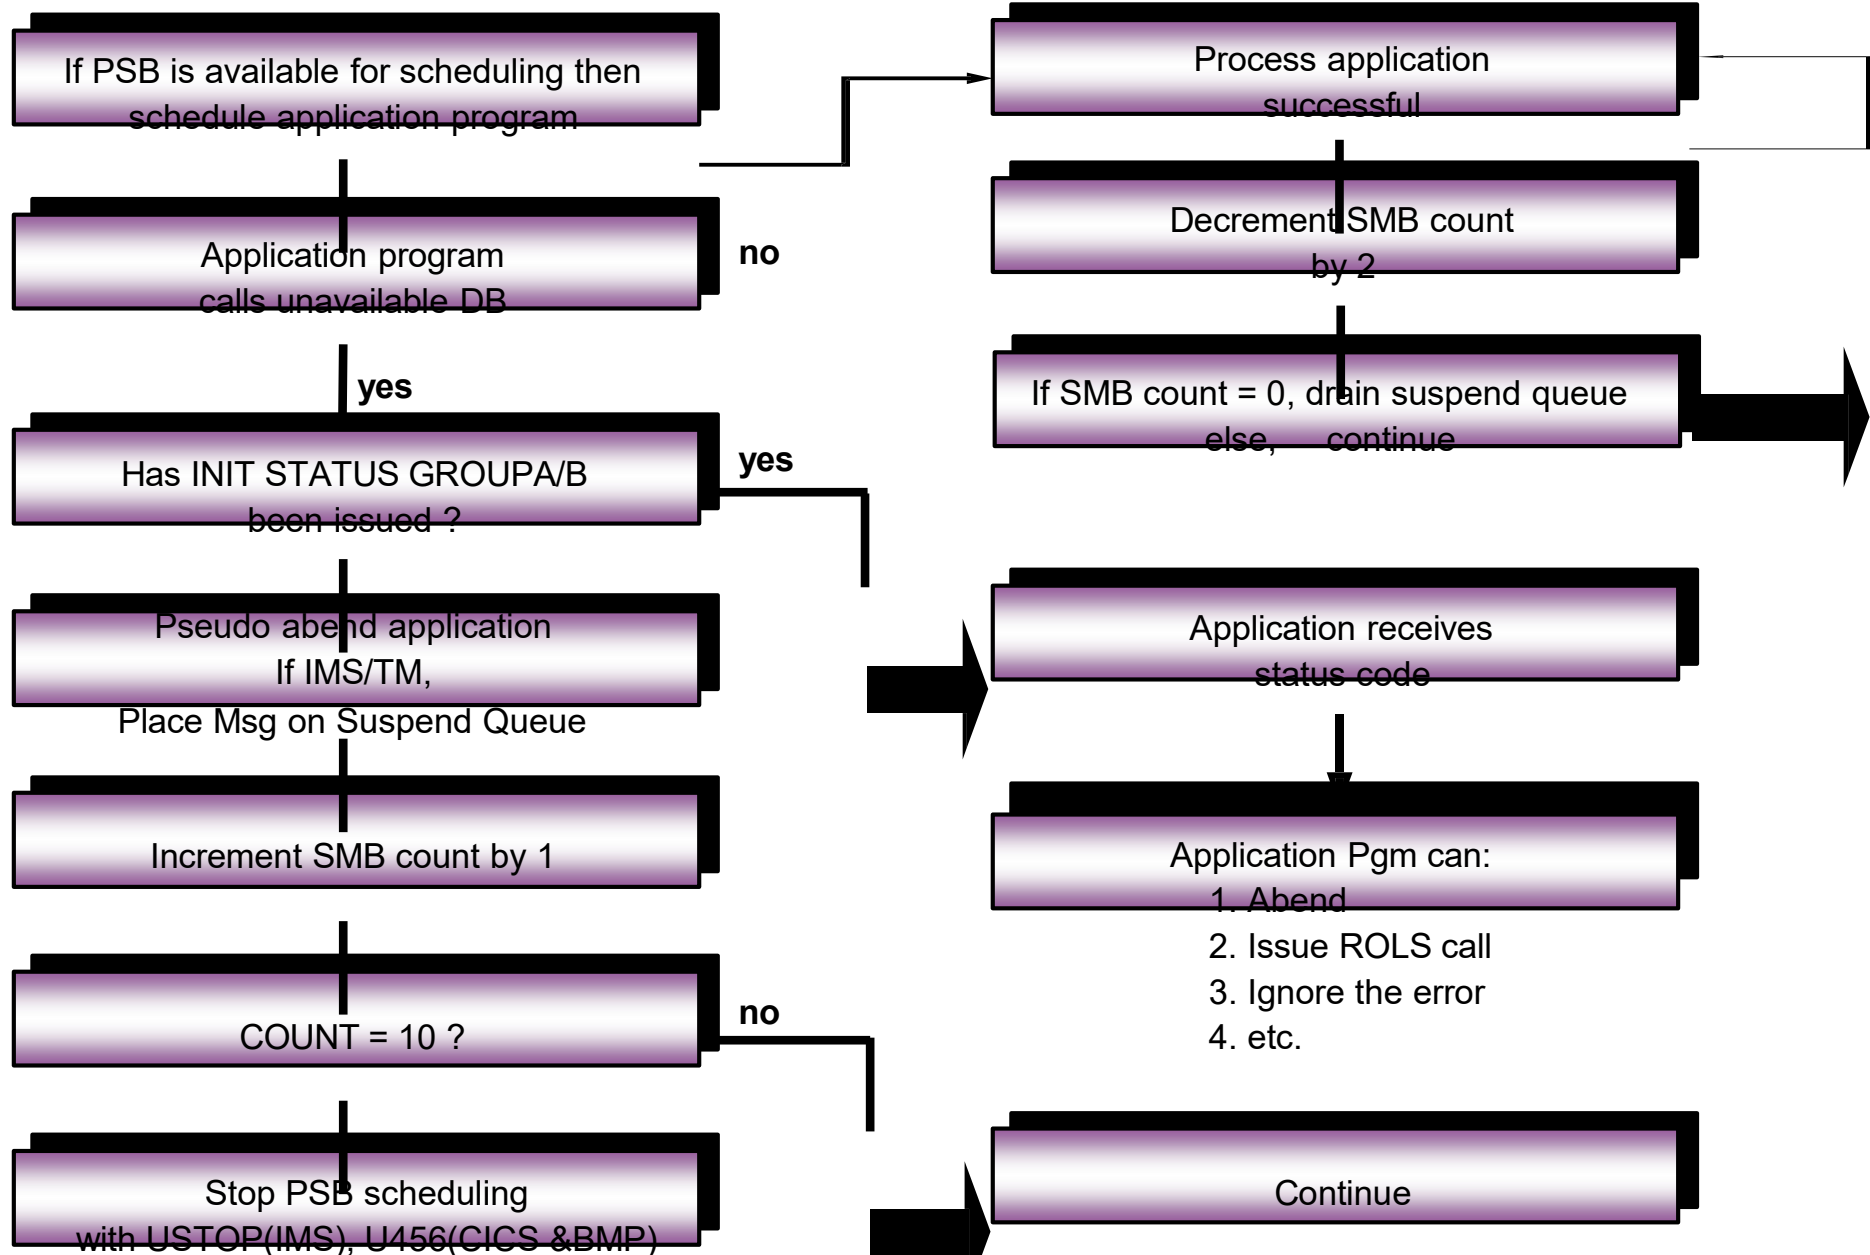 If PSB is available for scheduling then
schedule application program
Application program
calls unavailable DB
no
yes
Has INIT STATUS GROUPA/B
been issued ?
yes
Pseudo abend application
If IMS/TM,
Place Msg on Suspend Queue
Increment SMB count by 1
COUNT = 10 ?
no
Stop PSB scheduling
with USTOP(IMS), U456(CICS &BMP)
Process application
successful
Decrement SMB count
by 2
If SMB count = 0, drain suspend queue
else, continue
Application receives
status code
Application Pgm can:
1. Abend
2. Issue ROLS call
3. Ignore the error
4. etc.
Continue